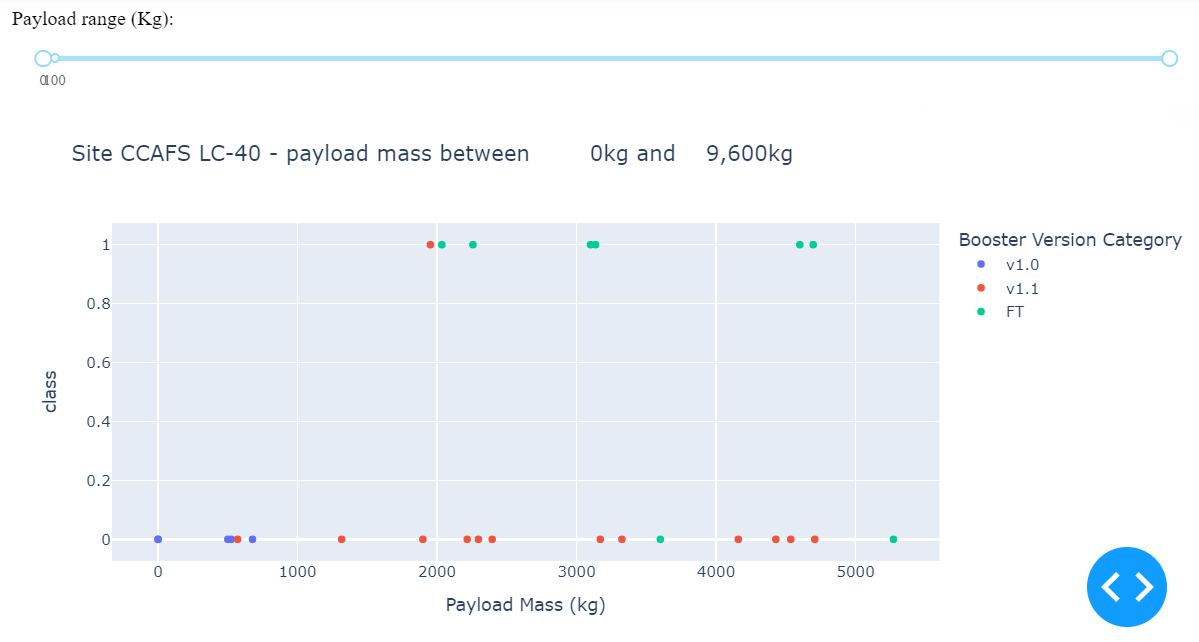 Payload range (Kg):
0100
Site CCAFS LC-40 - payload mass between 0kg and 9,600kg
Booster Version Category
v1.0
v1.1
FT
1
0.8
0.6
0.4
0.2
0
class
0 1000 2000 3000 4000 5000
Payload Mass (kg)